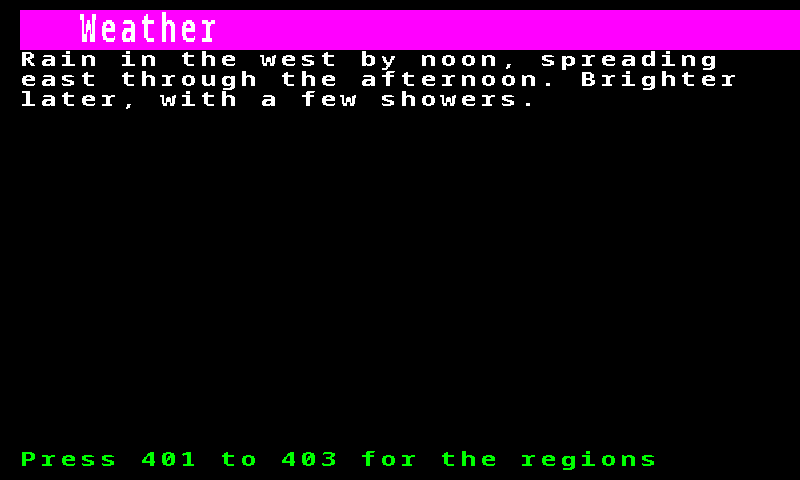 Weather
Rain in the west by noon, spreading
east through the afternoon. Brighter
later, with a few showers.
Press 401 to 403 for the regions